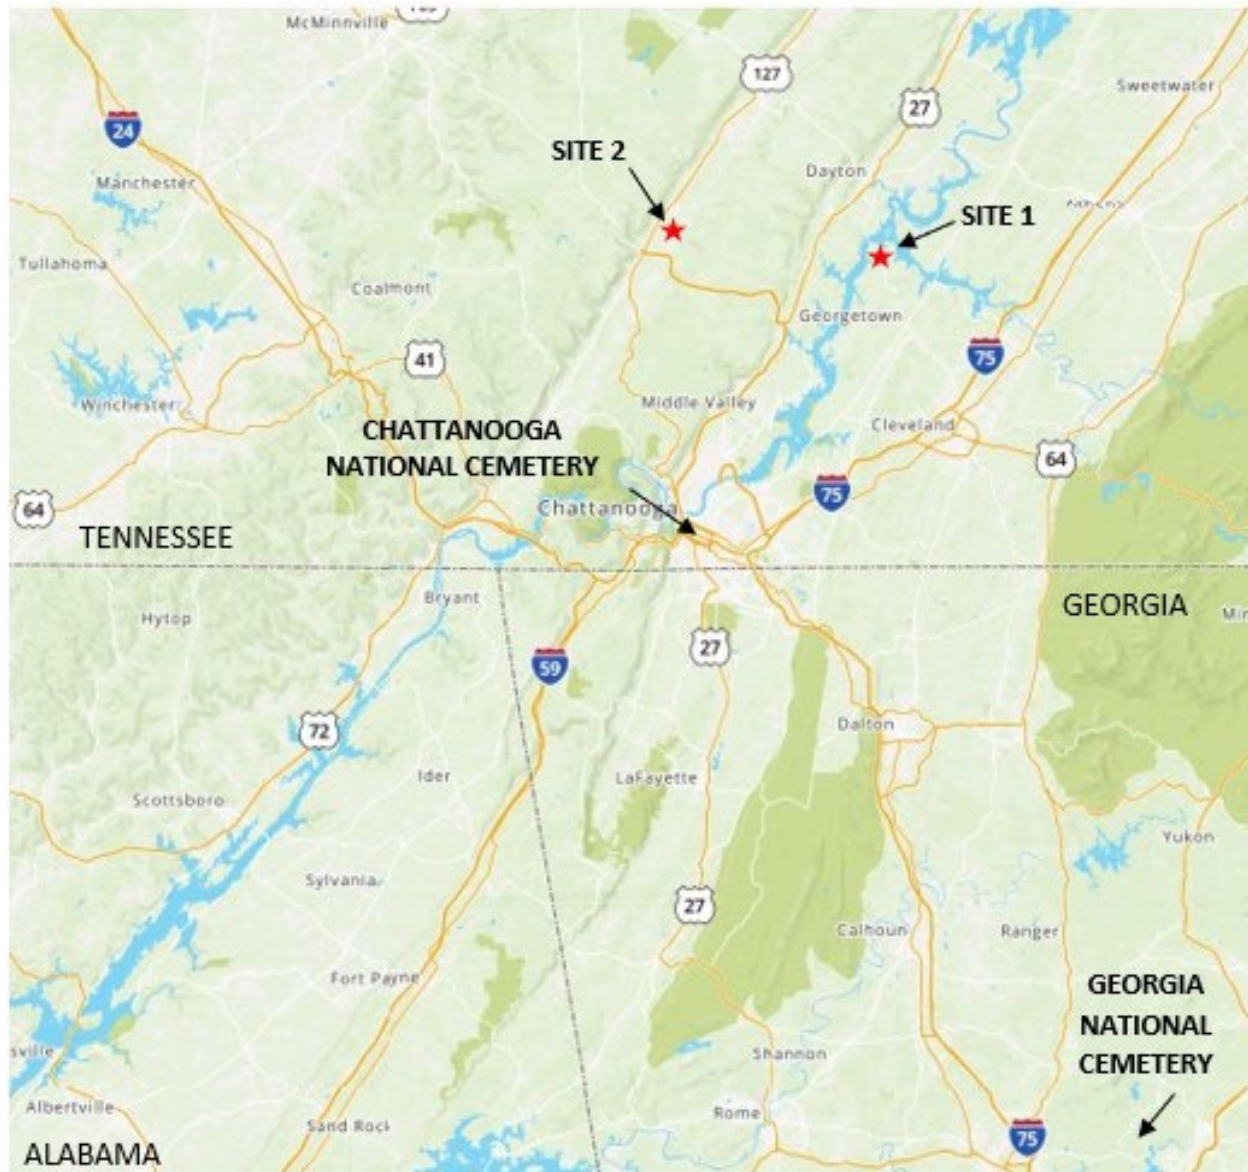 McMinnville
127
Sweetwater
24
27
SITE 2
Dayton
Manchester
SITE 1
Tullahoma
Coalmont
Georgetown
41
75
Winchester
Middle Valley
CHATTANOOGA
NATIONAL CEMETERY
Cleveland
64
75
64
Chattanooga
TENNESSEE
Bryant
GEORGIA
Hytop
27
59
72
Dalton
Ider
LaFayette
Scottsboro
Yukon
Sylvania
27
Calhoun
Ranger
Fort Payne
GEORGIA
NATIONAL
CEMETERY
Shannon
Albertville
Rome
Sand Rock
75
ALABAMA